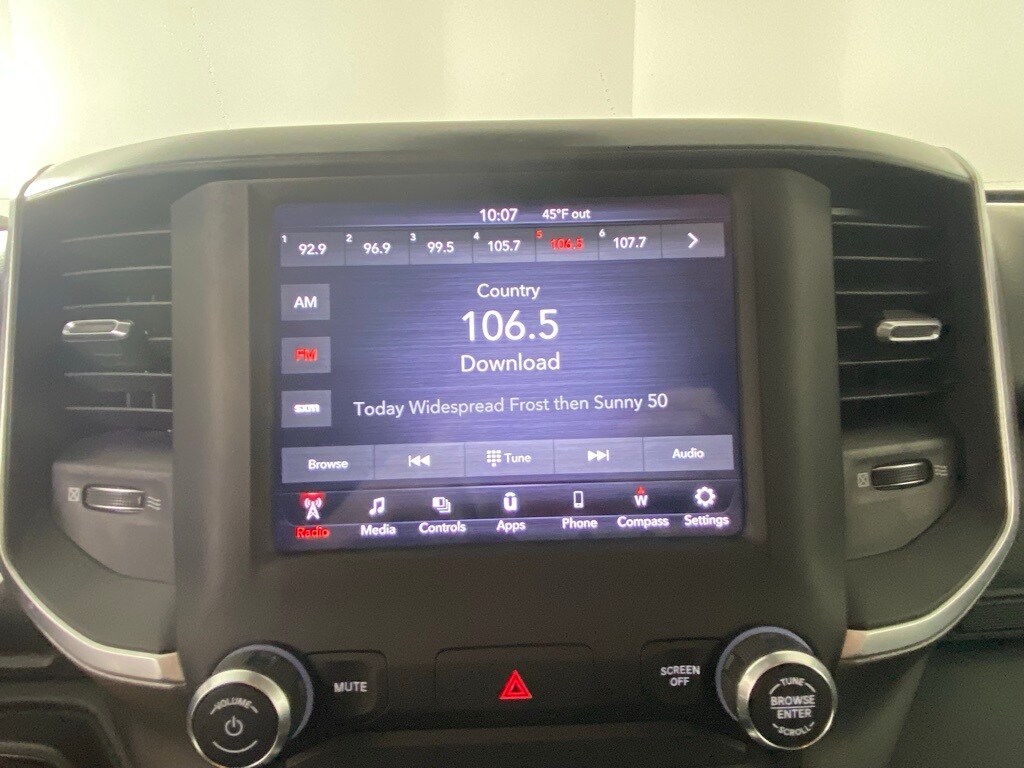 10:07 45°F out
1 92.9 2 96.9 3 99.5 4 105.7 5 106.5 6 107.7
AM
Country
106.5
FM
Download
sxm
Today Widespread Frost then Sunny 50
Browse Tune Audio
W
Radio Media Controls Apps Phone Compass Settings
MUTE
SCREEN
OFF
VOLUME
TUNE
BROWSE
ENTER
SCROLL